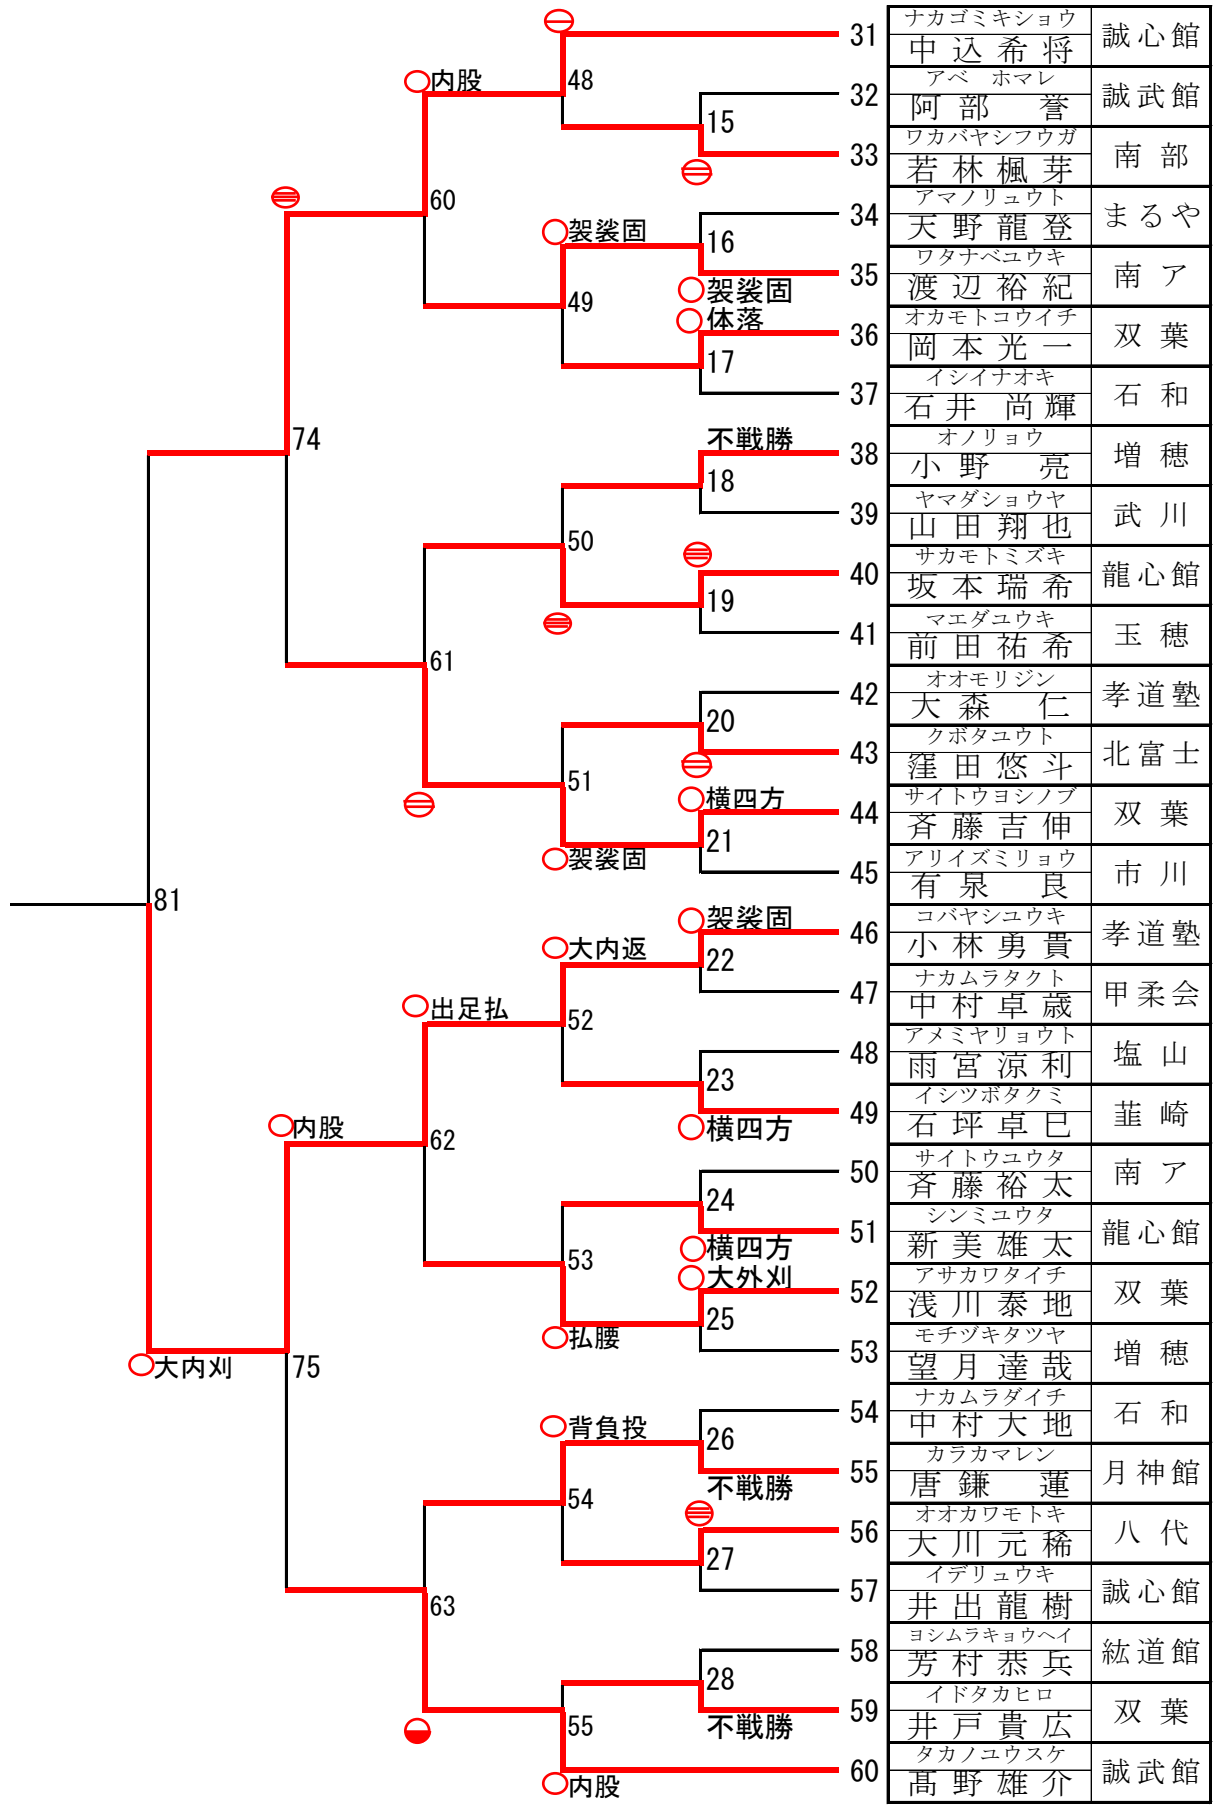 31 ナカゴミキショウ 中込希将 誠心館
内股 48
32 アベ ホマレ 阿部 誉 誠武館
15
33 ワカバヤシフウガ 若林楓芽 南部
60
34 アマノリュウト 天野龍登 まるや
袈裟固 16
35 ワタナベユウキ 渡辺裕紀 南ア
49 袈裟固
体落
36 オカモトコウイチ 岡本光一 双葉
17
37 イシイナオキ 石井 尚輝 石和
74 不戦勝
38 オノリョウ 小野 亮 増穂
18
39 ヤマダショウヤ 山田翔也 武川
50
40 サカモトミズキ 坂本瑞希 龍心館
19
41 マエダユウキ 前田祐希 玉穂
61
42 オオモリジン 大森 仁 孝道塾
20
43 クボタユウト 窪田悠斗 北富士
51 横四方
44 サイトウヨシノブ 斉藤吉伸 双葉
袈裟固 21
45 アリイズミリョウ 有泉 良 市川
81
袈裟固
46 コバヤシユウキ 小林勇貴 孝道塾
大内返 22
47 ナカムラタクト 中村卓歳 甲柔会
出足払 52
48 アメミヤリョウト 雨宮涼利 塩山
23
49 イシツボタクミ 石坪卓巳 韮崎
内股 62 横四方
50 サイトウユウタ 斉藤裕太 南ア
24
51 シンミユウタ 新美雄太 龍心館
53 横四方
大外刈
52 アサカワタイチ 浅川泰地 双葉
払腰 25
53 モチヅキタツヤ 望月達哉 増穂
大内刈 75
54 ナカムラダイチ 中村大地 石和
背負投 26
55 カラカマレン 唐鎌 蓮 月神館
54 不戦勝
56 オオカワモトキ 大川元稀 八代
27
57 イデリュウキ 井出龍樹 誠心館
63
58 ヨシムラキョウヘイ 芳村恭兵 紘道館
28
59 イドタカヒロ 井戸貴広 双葉
55 不戦勝
60 タカノユウスケ 髙野雄介 誠武館
内股